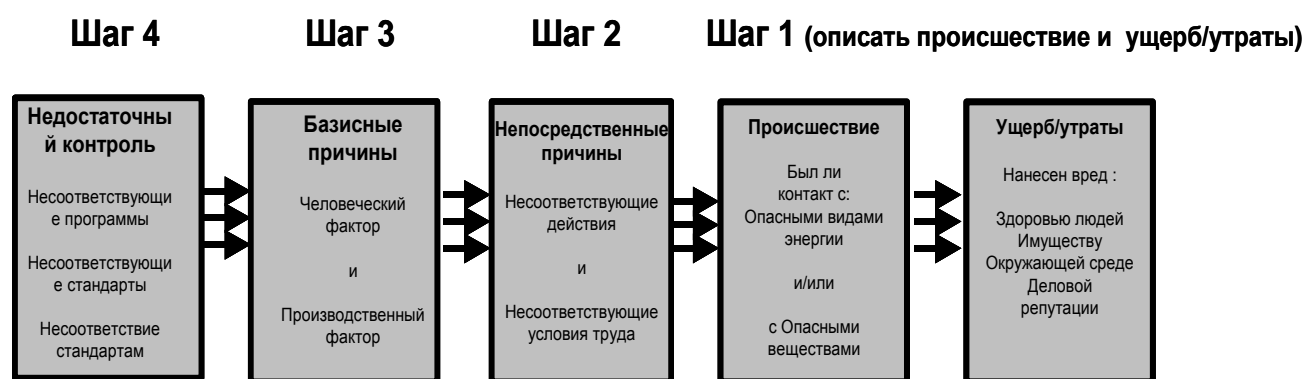 Шаг 4
Шаг 3
Шаг 2
Шаг 1 (описать происшествие и ущерб/утраты)
Недостаточны
й контроль
Несоответствующи
е программы
Несоответствующи
е стандарты
Несоответствие
стандартам
Базисные
причины
Человеческий
фактор
и
Производственный
фактор
Непосредственные
причины
Несоответствующие
действия
и
Несоответствующие
условия труда
Происшествие
Был ли
контакт с:
Опасными видами
энергии
и/или
с Опасными
веществами
Ущерб/утраты
Нанесен вред :
Здоровью людей
Имуществу
Окружающей среде
Деловой
репутации